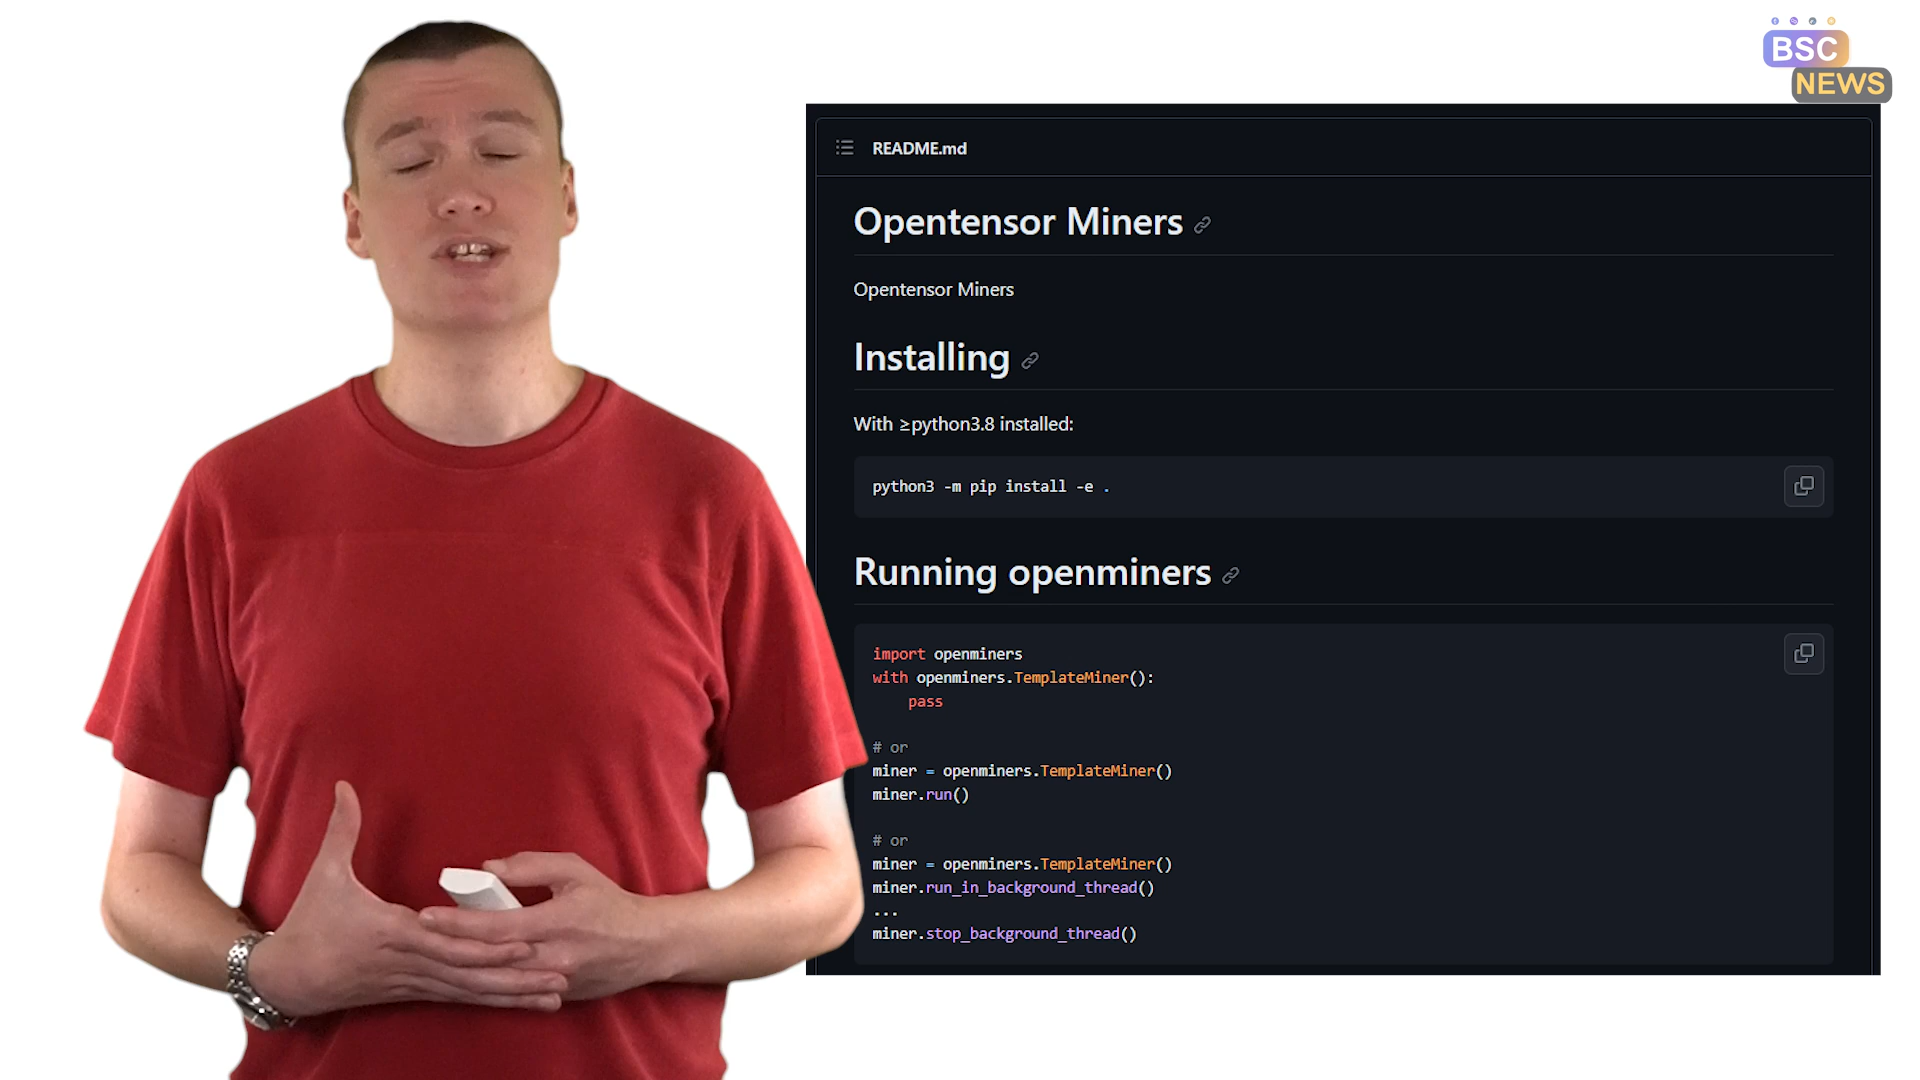 BSC
NEWS
README.md
Opentensor Miners
Opentensor Miners
Installing
With ≥python3.8 installed:
python3 -m pip install -e .
Running openminers
import openminers
with openminers.TemplateMiner():
    pass
# or
miner = openminers.TemplateMiner()
miner.run()
# or
miner = openminers.TemplateMiner()
miner.run_in_background_thread()
...
miner.stop_background_thread()